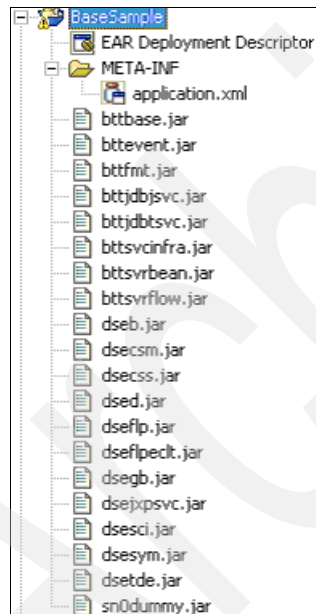 BaseSample
EAR Deployment Descriptor
META-INF
application.xml
bttbase.jar
bttevent.jar
bttfmt.jar
bttjdbjsvc.jar
bttjdbtsvc.jar
bttsvcinfra.jar
bttsvrbean.jar
bttsvrflow.jar
dseb.jar
dsecsm.jar
dsecss.jar
dsed.jar
dseflp.jar
dseflpeclt.jar
dsegb.jar
dsejxpsvc.jar
dsesci.jar
dsesym.jar
dsetde.jar
sn0dummy.jar